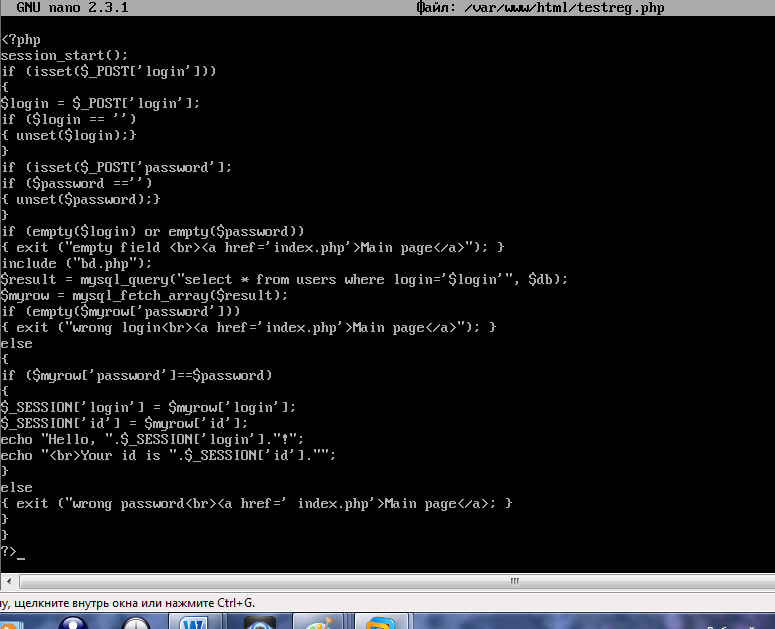 GNU nano 2.3.1 Файл: /var/www/html/testreg.php
<?php
session_start();
if (isset($_POST['login']))
{
$login = $_POST['login'];
if ($login == '')
{ unset($login);}
}
if (isset($_POST['password'];
if ($password =='')
{ unset($password);}
}
if (empty($login) or empty($password))
{ exit ("empty field <br><a href='index.php'>Main page</a>"); }
include ("bd.php");
$result = mysql_query("select * from users where login='$login'", $db);
$myrow = mysql_fetch_array($result);
if (empty($myrow['password']))
{ exit ("wrong login<br><a href='index.php'>Main page</a>"); }
else
{
if ($myrow['password']==$password)
{
$_SESSION['login'] = $myrow['login'];
$_SESSION['id'] = $myrow['id'];
echo "Hello, ".$_SESSION['login']."!";
echo "<br>Your id is ".$_SESSION['id']."";
}
else
{ exit ("wrong password<br><a href=' index.php'>Main page</a>; }
}
}
?>_
ну, щелкните внутрь окна или нажмите Ctrl+G.